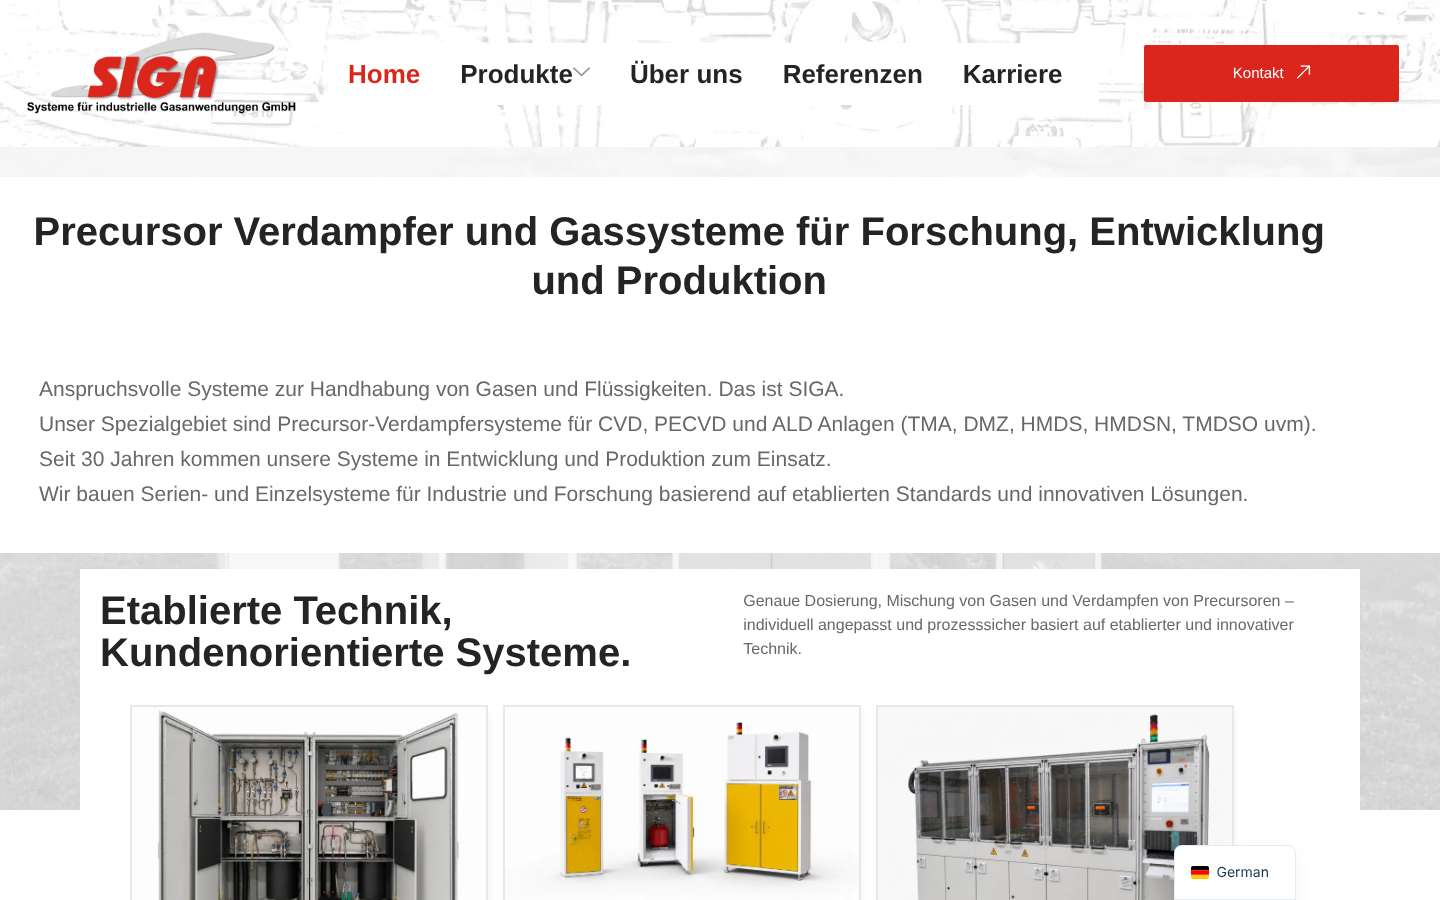 SIGA
Systeme für industrielle Gasanwendungen GmbH
Home
Produkte
Über uns
Referenzen
Karriere
Kontakt
Precursor Verdampfer und Gassysteme für Forschung, Entwicklung
und Produktion
Anspruchsvolle Systeme zur Handhabung von Gasen und Flüssigkeiten. Das ist SIGA.
Unser Spezialgebiet sind Precursor-Verdampfersysteme für CVD, PECVD und ALD Anlagen (TMA, DMZ, HMDS, HMDSN, TMDSO uvm).
Seit 30 Jahren kommen unsere Systeme in Entwicklung und Produktion zum Einsatz.
Wir bauen Serien- und Einzelsysteme für Industrie und Forschung basierend auf etablierten Standards und innovativen Lösungen.
Etablierte Technik,
Kundenorientierte Systeme.
Genaue Dosierung, Mischung von Gasen und Verdampfen von Precursoren –
individuell angepasst und prozesssicher basiert auf etablierter und innovativer
Technik.
German